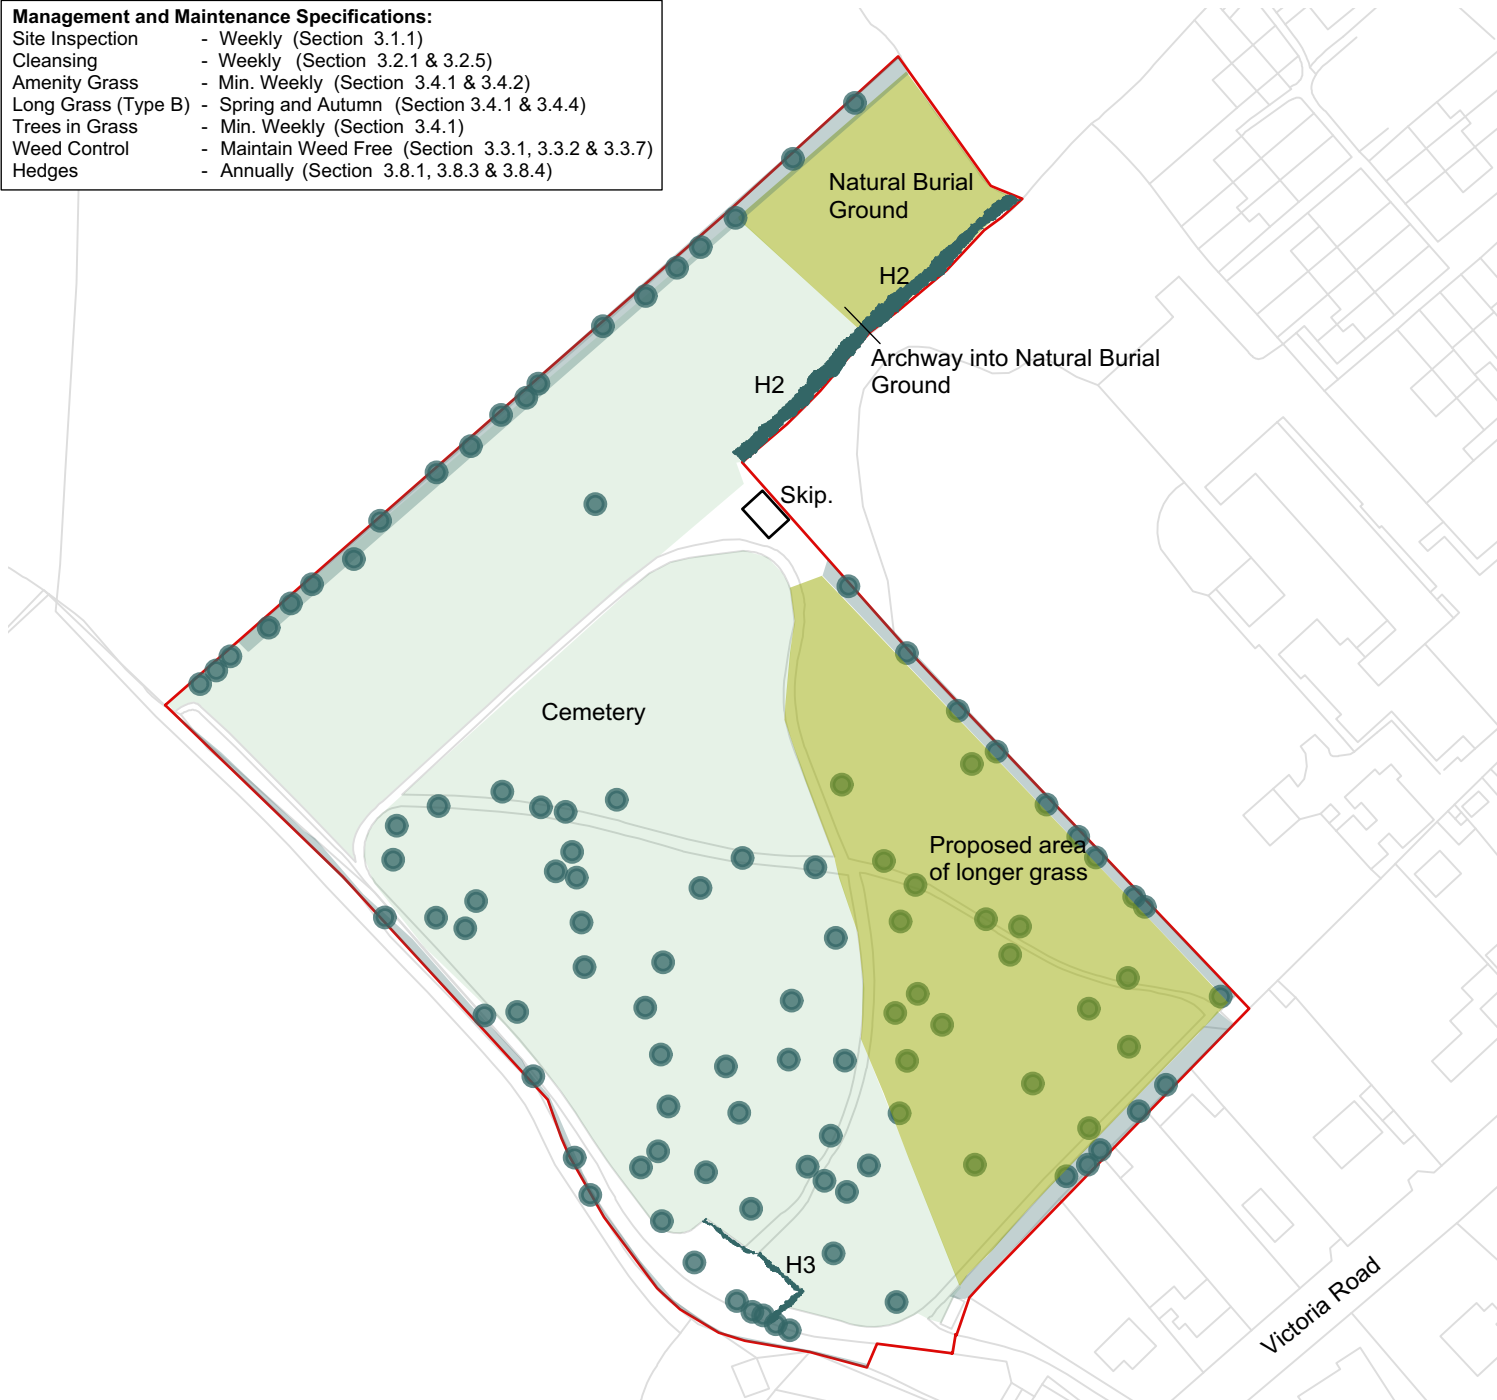 Management and Maintenance Specifications:
Site Inspection - Weekly (Section 3.1.1)
Cleansing - Weekly (Section 3.2.1 & 3.2.5)
Amenity Grass - Min. Weekly (Section 3.4.1 & 3.4.2)
Long Grass (Type B) - Spring and Autumn (Section 3.4.1 & 3.4.4)
Trees in Grass - Min. Weekly (Section 3.4.1)
Weed Control - Maintain Weed Free (Section 3.3.1, 3.3.2 & 3.3.7)
Hedges - Annually (Section 3.8.1, 3.8.3 & 3.8.4)
Natural Burial
Ground
H2
Archway into Natural Burial
Ground
H2
Skip.
Cemetery
Proposed area
of longer grass
H3
Victoria Road